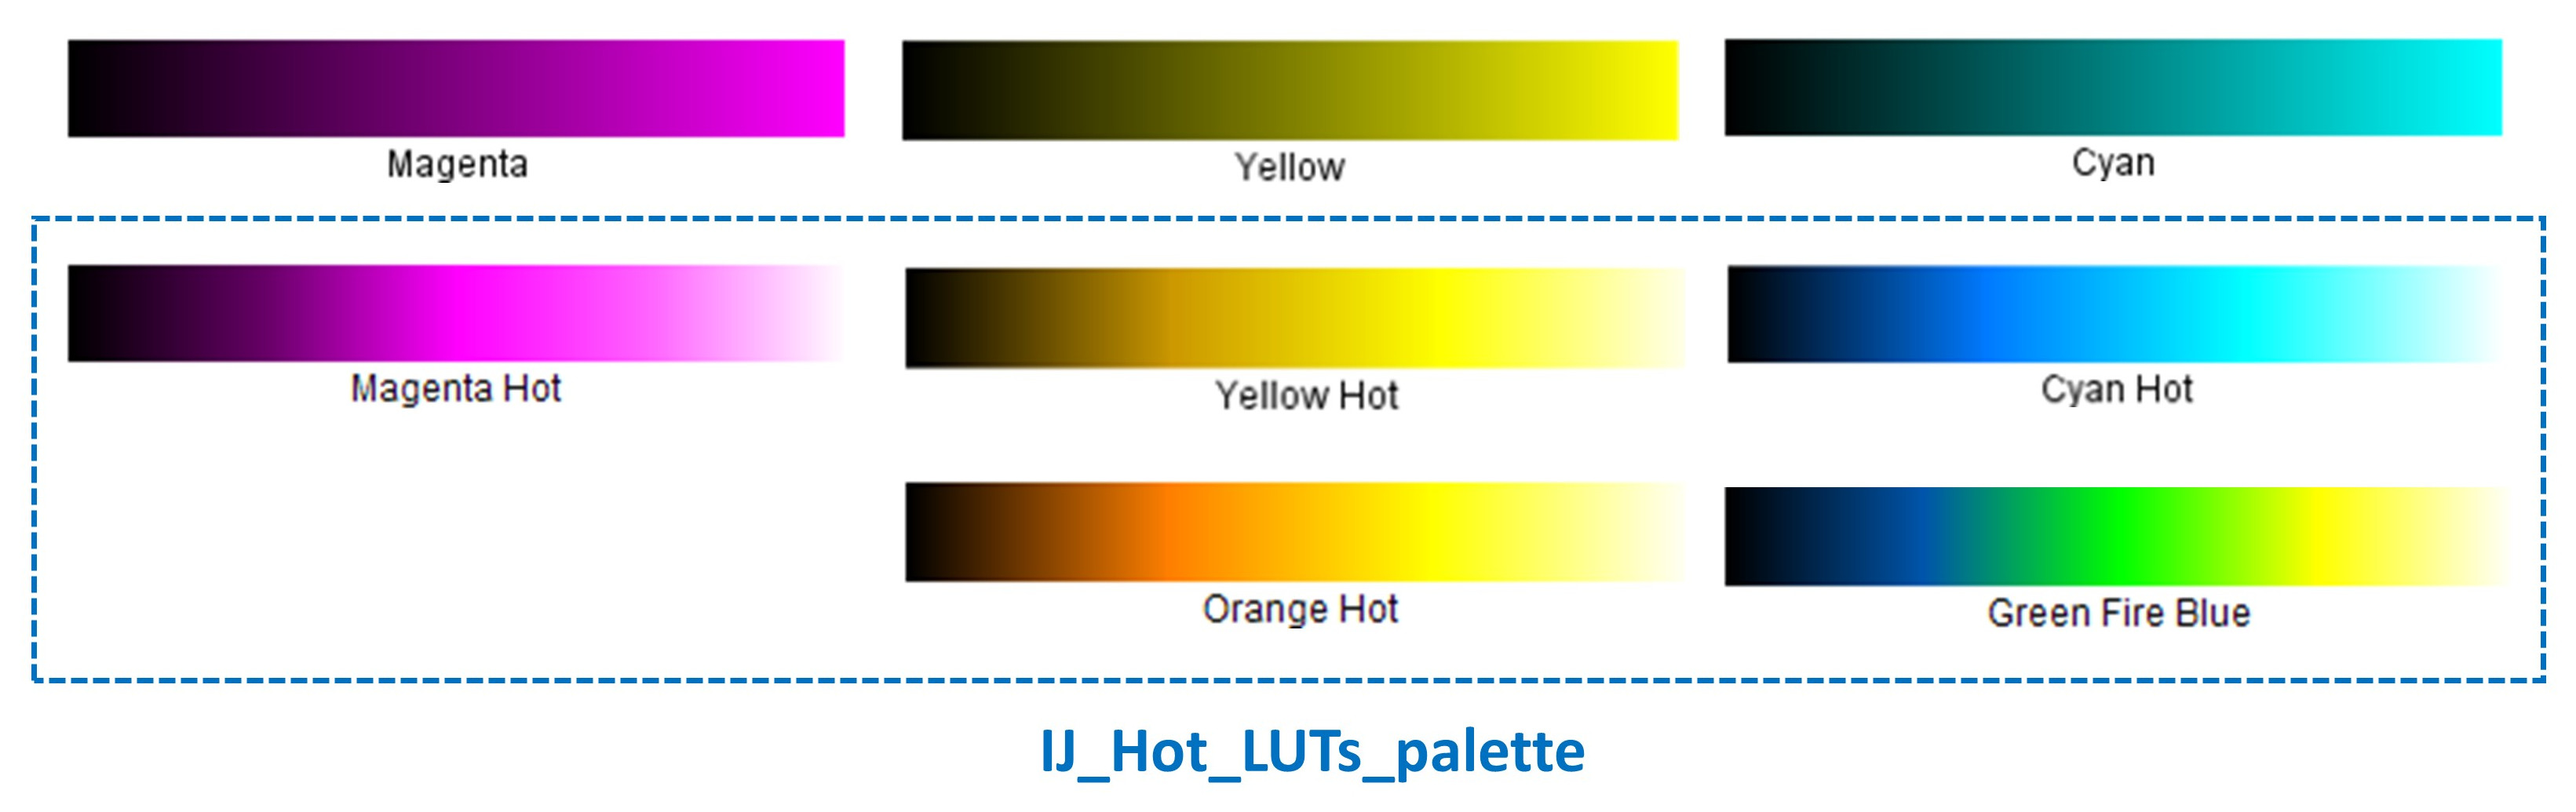 Magenta
Yellow
Cyan
Magenta Hot
Yellow Hot
Cyan Hot
Orange Hot
Green Fire Blue
IJ_Hot_LUTs_palette